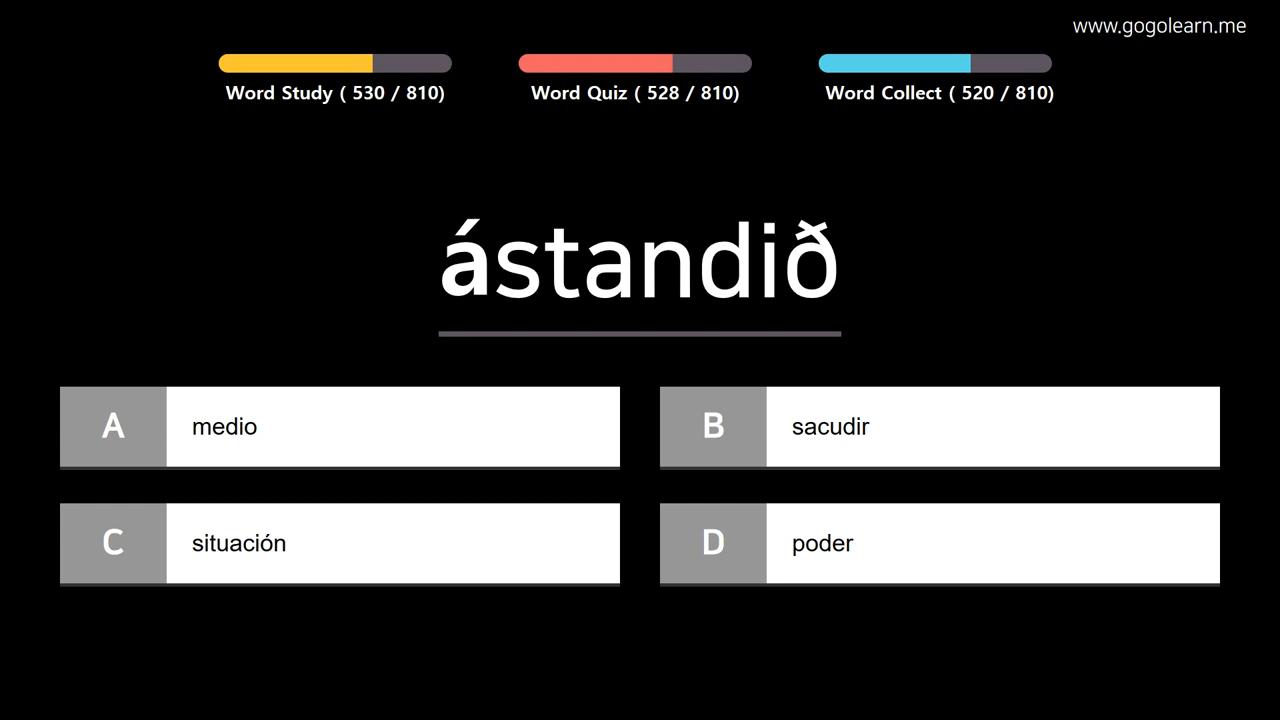 www.gogolearn.me
Word Study ( 530 / 810)
Word Quiz ( 528 / 810)
Word Collect ( 520 / 810)
ástandið
A medio
B sacudir
C situación
D poder